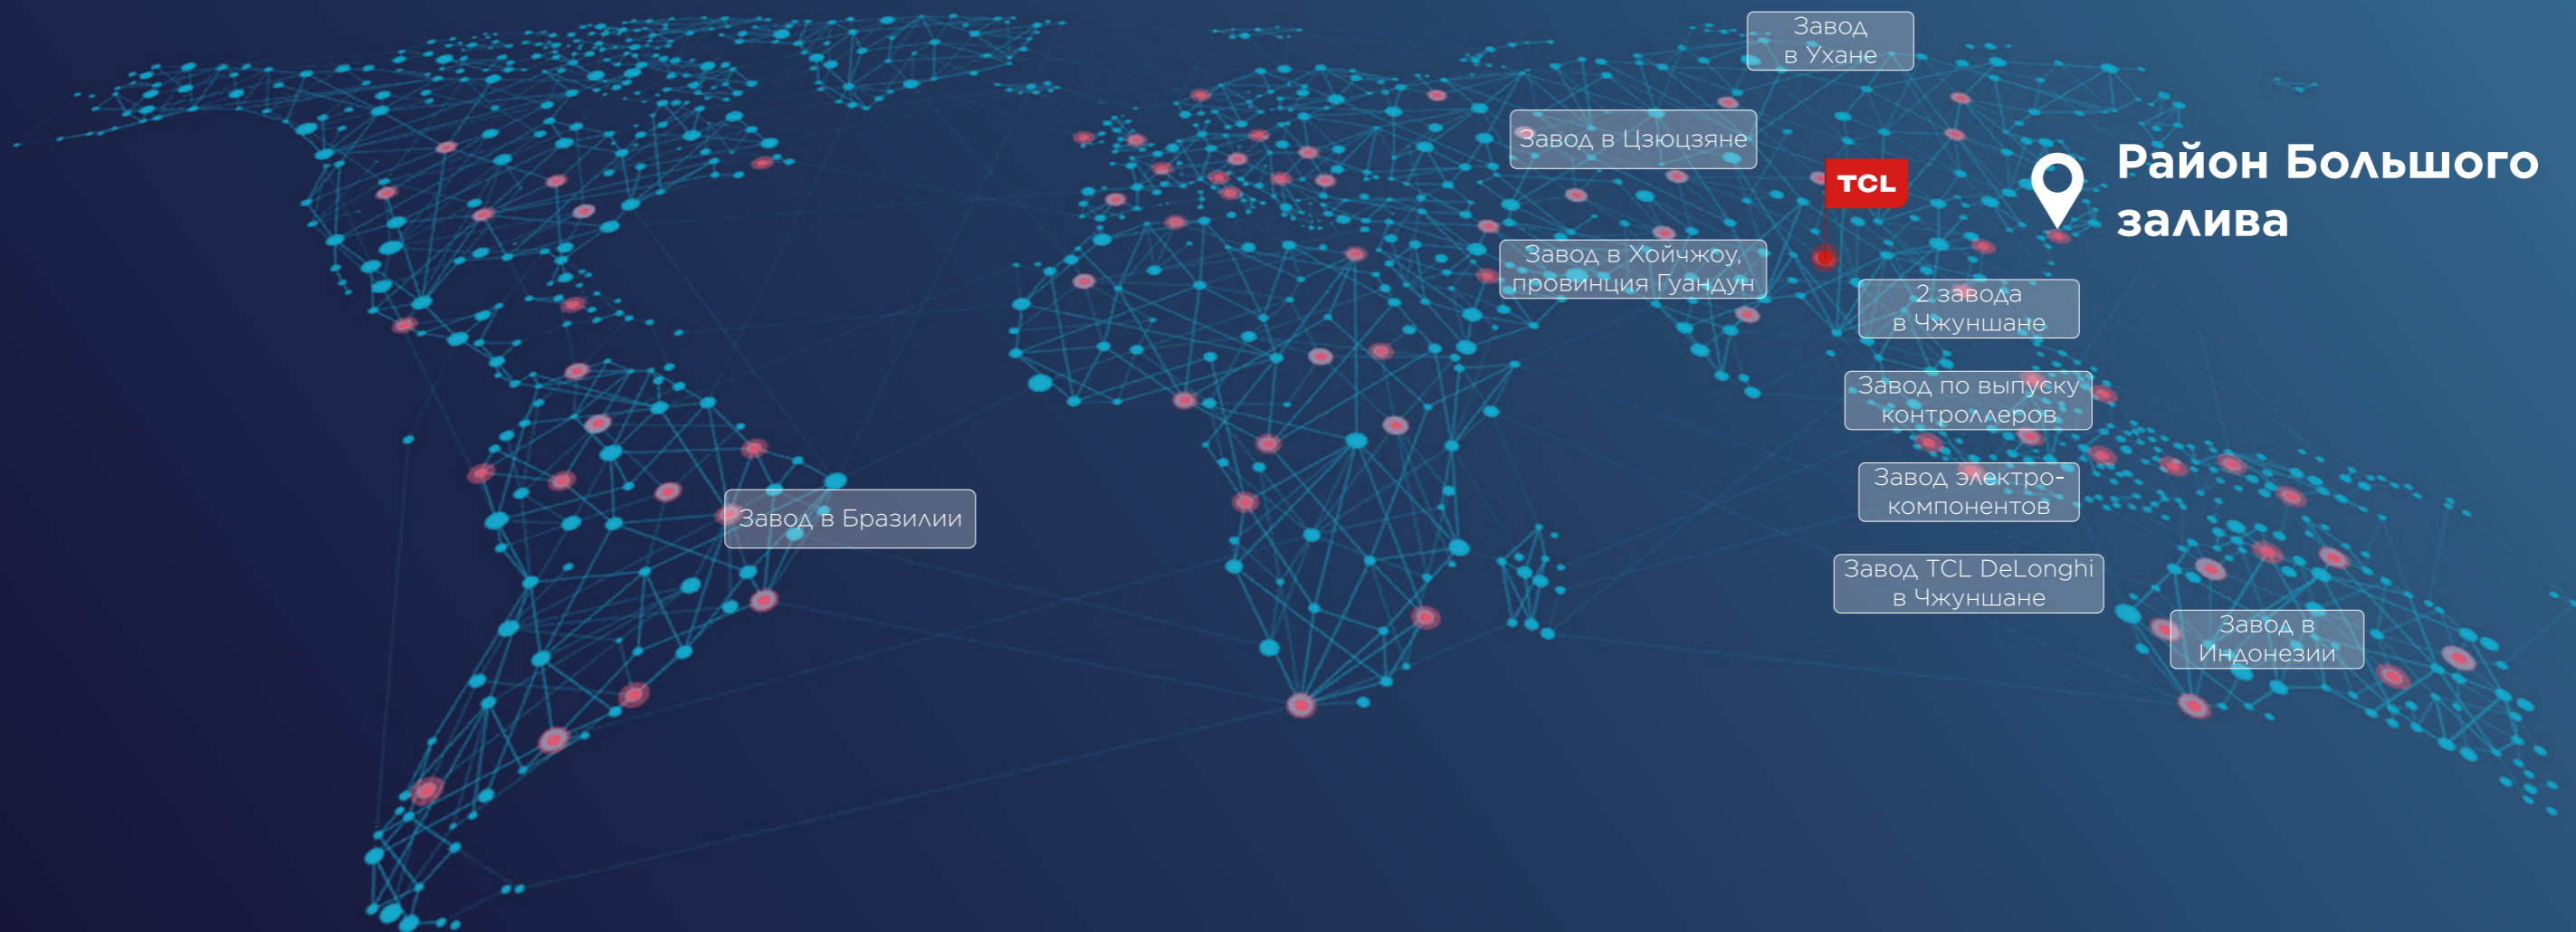 Завод
в Ухане
Завод в Цзюцзяне
TCL
Район Большого
залива
Завод в Хойчжоу,
провинция Гуандун
2 завода
в Чжуншане
Завод по выпуску
контроллеров
Завод электро-
компонентов
Завод в Бразилии
Завод TCL DeLonghi
в Чжуншане
Завод в
Индонезии